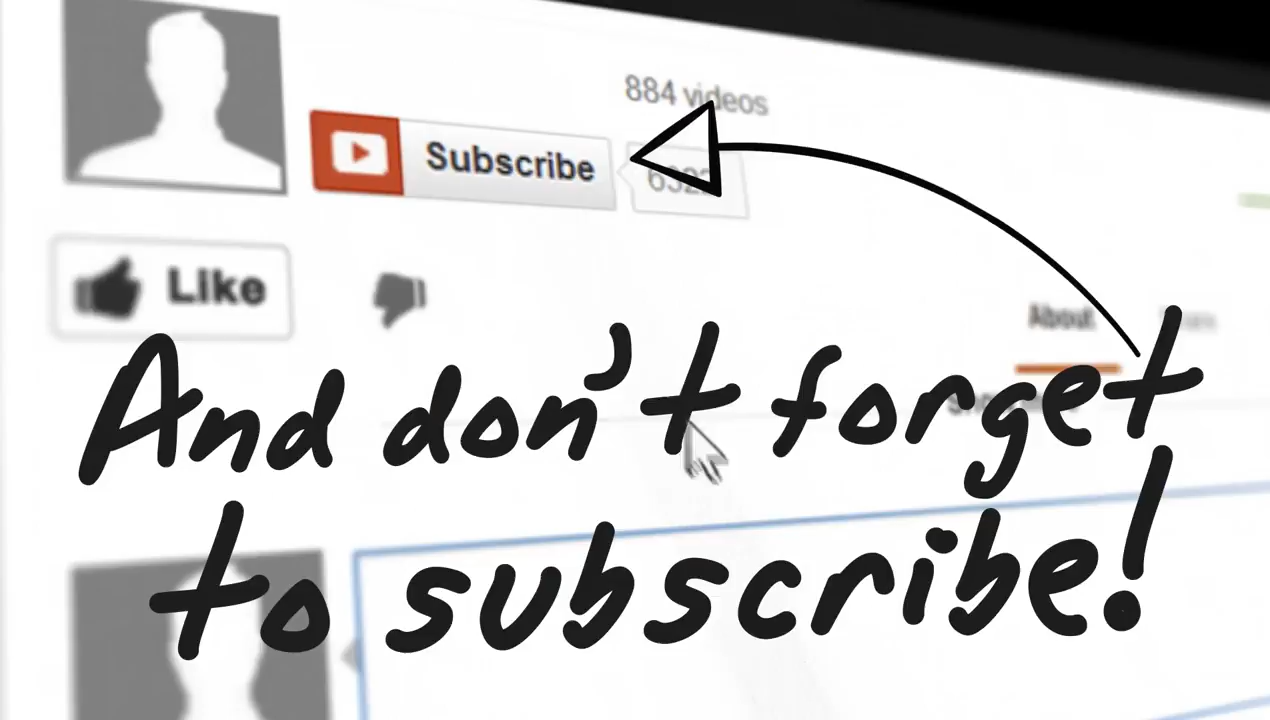 884 videos
Subscribe
Like
About
And don't forget
to subscribe!